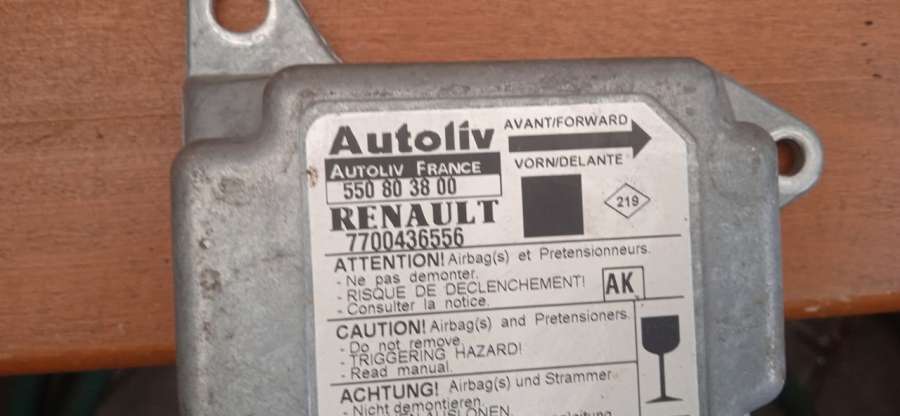 Autoliv
AVANT/FORWARD
AUTOLIV FRANCE
VORN/DELANTE
550 80 38 00
219
RENAULT
7700436556
ATTENTION! Airbag(s) et Pretensionneurs.
- Ne pas demonter.
- RISQUE DE DECLENCHEMENT!
- Consulter la notice.
AK
CAUTION! Airbag(s) and Pretensioners.
- Do not remove.
- TRIGGERING HAZARD!
- Read manual.
ACHTUNG! Airbag(s) und Strammer
- Nicht demontieren.